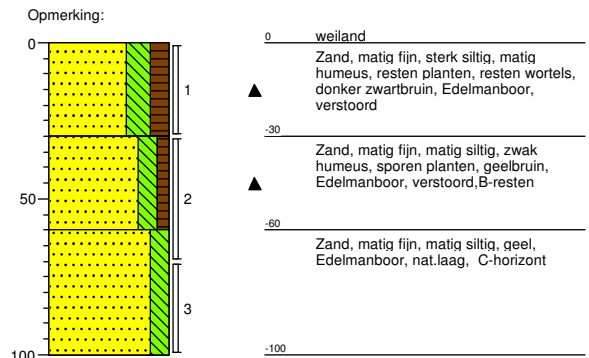 Opmerking:
0
0 weiland
Zand, matig fijn, sterk siltig, matig
humeus, resten planten, resten wortels,
donker zwartbruin, Edelmanboor,
verstoord
1
-30
Zand, matig fijn, matig siltig, zwak
humeus, sporen planten, geelbruin,
Edelmanboor, verstoord,B-resten
50
2
-60
Zand, matig fijn, matig siltig, geel,
Edelmanboor, nat.laag, C-horizont
3
100
-100